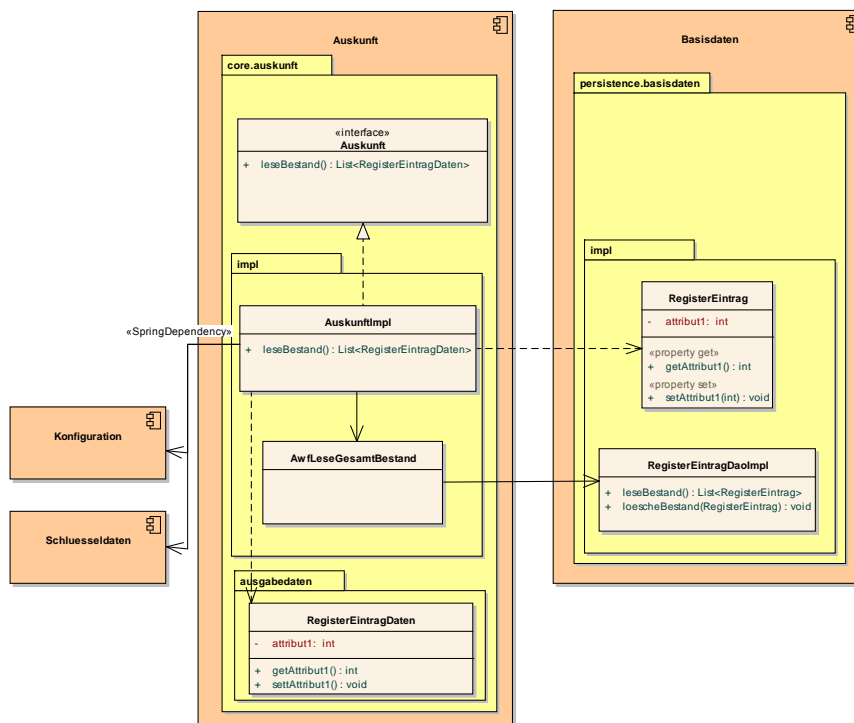 Auskunft
core.auskunft
«interface»
Auskunft
+ leseBestand() : List<RegisterEintragDaten>
impl
AuskunftImpl
+ leseBestand() : List<RegisterEintragDaten>
«SpringDependency»
AwfLeseGesamtBestand
ausgabedaten
RegisterEintragDaten
- attribut1: int
+ getAttribut1() : int
+ settAttribut1() : void
Konfiguration
Schluesseldaten
Basisdaten
persistence.basisdaten
impl
RegisterEintrag
- attribut1: int
«property get»
+ getAttribut1() : int
«property set»
+ setAttribut1(int) : void
RegisterEintragDaoImpl
+ leseBestand() : List<RegisterEintrag>
+ loescheBestand(RegisterEintrag) : void